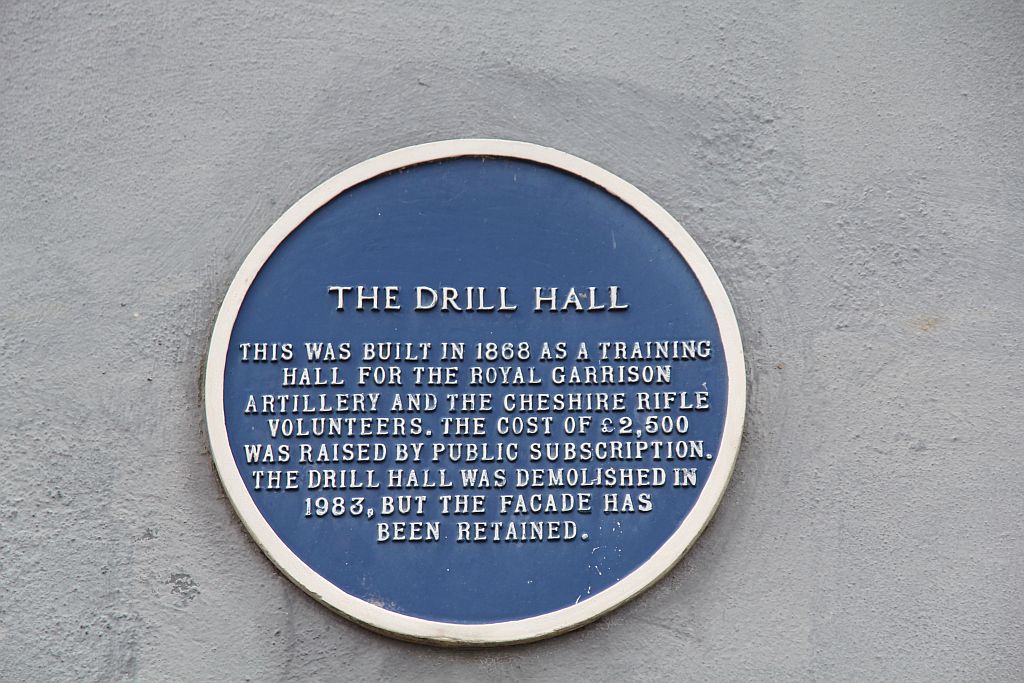 THE DRILL HALL
THIS WAS BUILT IN 1868 AS A TRAINING
HALL FOR THE ROYAL GARRISON
ARTILLERY AND THE CHESHIRE RIFLE
VOLUNTEERS. THE COST OF £2,500
WAS RAISED BY PUBLIC SUBSCRIPTION.
THE DRILL HALL WAS DEMOLISHED IN
1983, BUT THE FACADE HAS
BEEN RETAINED.